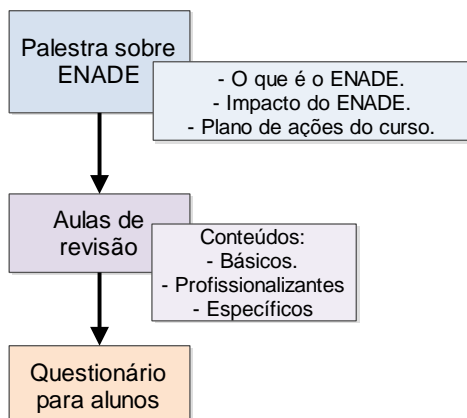 Palestra sobre
ENADE
- O que é o ENADE.
- Impacto do ENADE.
- Plano de ações do curso.
Aulas de
revisão
Conteúdos:
- Básicos.
- Profissionalizantes
- Específicos
Questionário
para alunos